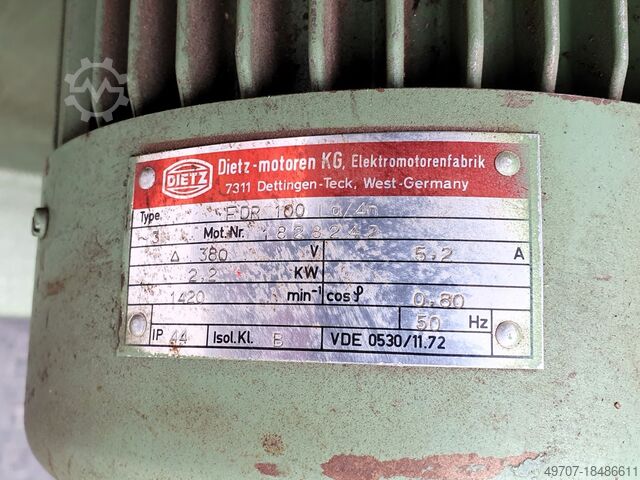 DIETZ
Dietz-motoren KG, Elektromotorenfabrik
7311 Dettingen-Teck, West-Germany
Type FDR 100
~3 Mot.Nr. 828242
Δ 380 V 5.2 A
2.2 KW
1420 min⁻¹ cos φ 0.80
50 Hz
IP 44 Isol.Kl. B VDE 0530/11.72
49707-18486611